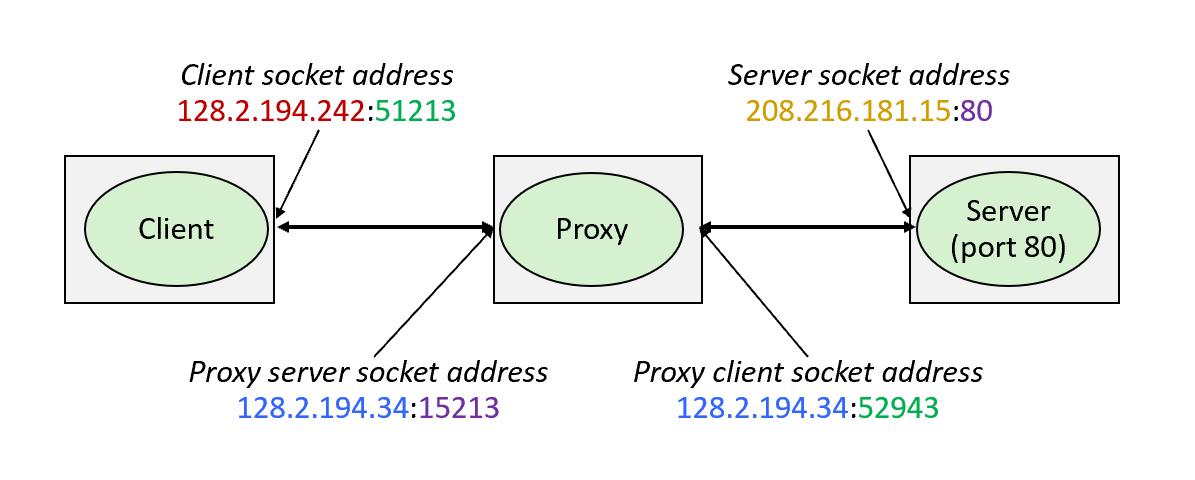 Client socket address
128.2.194.242:51213
Server socket address
208.216.181.15:80
Client
Proxy
Server
(port 80)
Proxy server socket address
128.2.194.34:15213
Proxy client socket address
128.2.194.34:52943